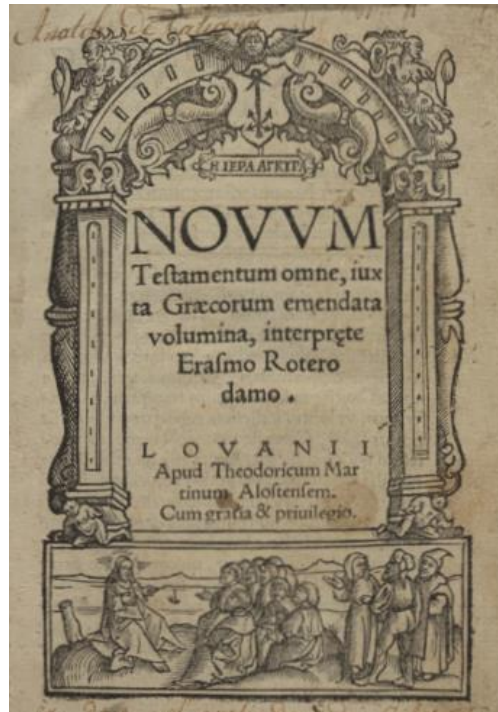 Η ΙΕΡΑ ΑΓΚΥΡΑ
NOVVM
Teſtamentum omne, iux
ta Græcorum emendata
volumina, interpręte
Eraſmo Rotero
damo .
LOVANII
Apud Theodoricum Mar
tinum Aloſtenſem.
Cum gratia & priuilegio.